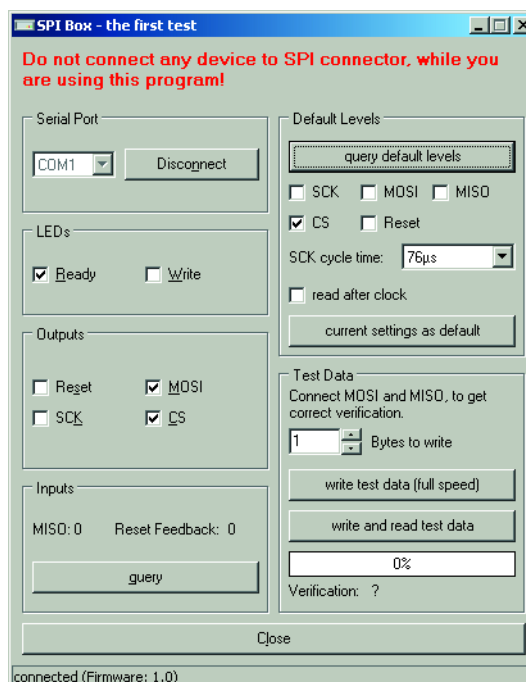 SPI Box - the first test
Do not connect any device to SPI connector, while you
are using this program!
Serial Port
COM1
Disconnect
LEDs
Ready
Write
Outputs
Reset
MOSI
SCK
CS
Inputs
MISO: 0
Reset Feedback: 0
query
Default Levels
query default levels
SCK
MOSI
MISO
CS
Reset
SCK cycle time:
76µs
read after clock
current settings as default
Test Data
Connect MOSI and MISO, to get
correct verification.
1
Bytes to write
write test data (full speed)
write and read test data
0%
Verification: ?
Close
connected (Firmware: 1.0)